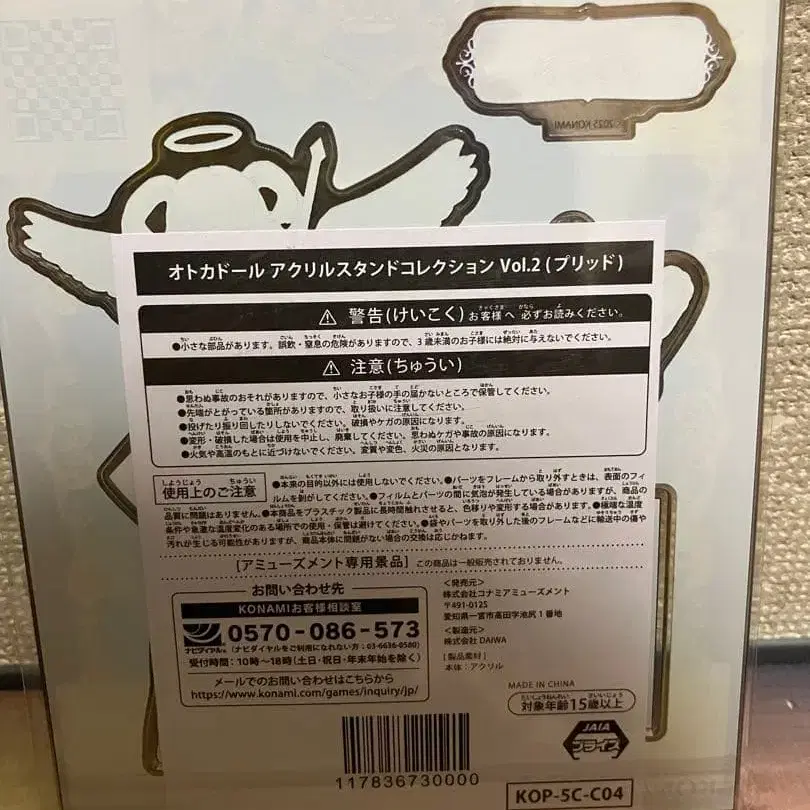 ©2025 KONAMI
オトカドール アクリルスタンドコレクション Vol.2 (プリッド)
⚠ 警告(けいこく) お客様へ 必ずお読みください。
●小さな部品があります。誤飲・窒息の危険がありますので、3歳未満のお子様には絶対に与えないでください。
⚠ 注意(ちゅうい)
●思わぬ事故のおそれがありますので、小さなお子様の手の届かないところで保管してください。
●先端がとがっている箇所がありますので、取り扱いに注意してください。
●投げたり振り回したりしないでください。破損やケガの原因になります。
●変形・破損した場合は使用を中止し、廃棄してください。思わぬケガや事故の原因になります。
●火気や高温のもとに近づけないでください。変質や変色、火災の原因となります。
使用上のご注意 ●本来の目的以外には使用しないでください。●パーツをフレームから取り外すときは、表面のフィ
ルムを剥がしてください。●フィルムとパーツの間に気泡が発生している場合がありますが、商品の
品質に問題はありません。●本商品をプラスチック製品に長時間触れさせると、色移りや変形する場合があります。●極端な温度
条件や急激な温度変化のある場所での使用・保管は避けてください。●袋やパーツを取り外した後のフレームなどに輸送中の傷や
汚れが生じる可能性がありますが、商品本体に問題がない場合の交換は応じかねます。
[アミューズメント専用景品] この商品は一般販売されておりません。
お問い合わせ先
KONAMIお客様相談室
ナビダイヤル® 0570-086-573
(ナビダイヤルをご利用になれない方:03-6636-0580)
受付時間:10時〜18時(土日・祝日・年末年始を除く)
メールでのお問い合わせはこちらから
https://www.konami.com/games/inquiry/jp/
<発売元>
株式会社コナミアミューズメント
〒491-0125
愛知県一宮市高田字池尻1番地
<製造元>
株式会社 DAIWA
[製品素材]
本体:アクリル
MADE IN CHINA
対象年齢15歳以上
JAIA
プライズ
117836730000
KOP-5C-C04